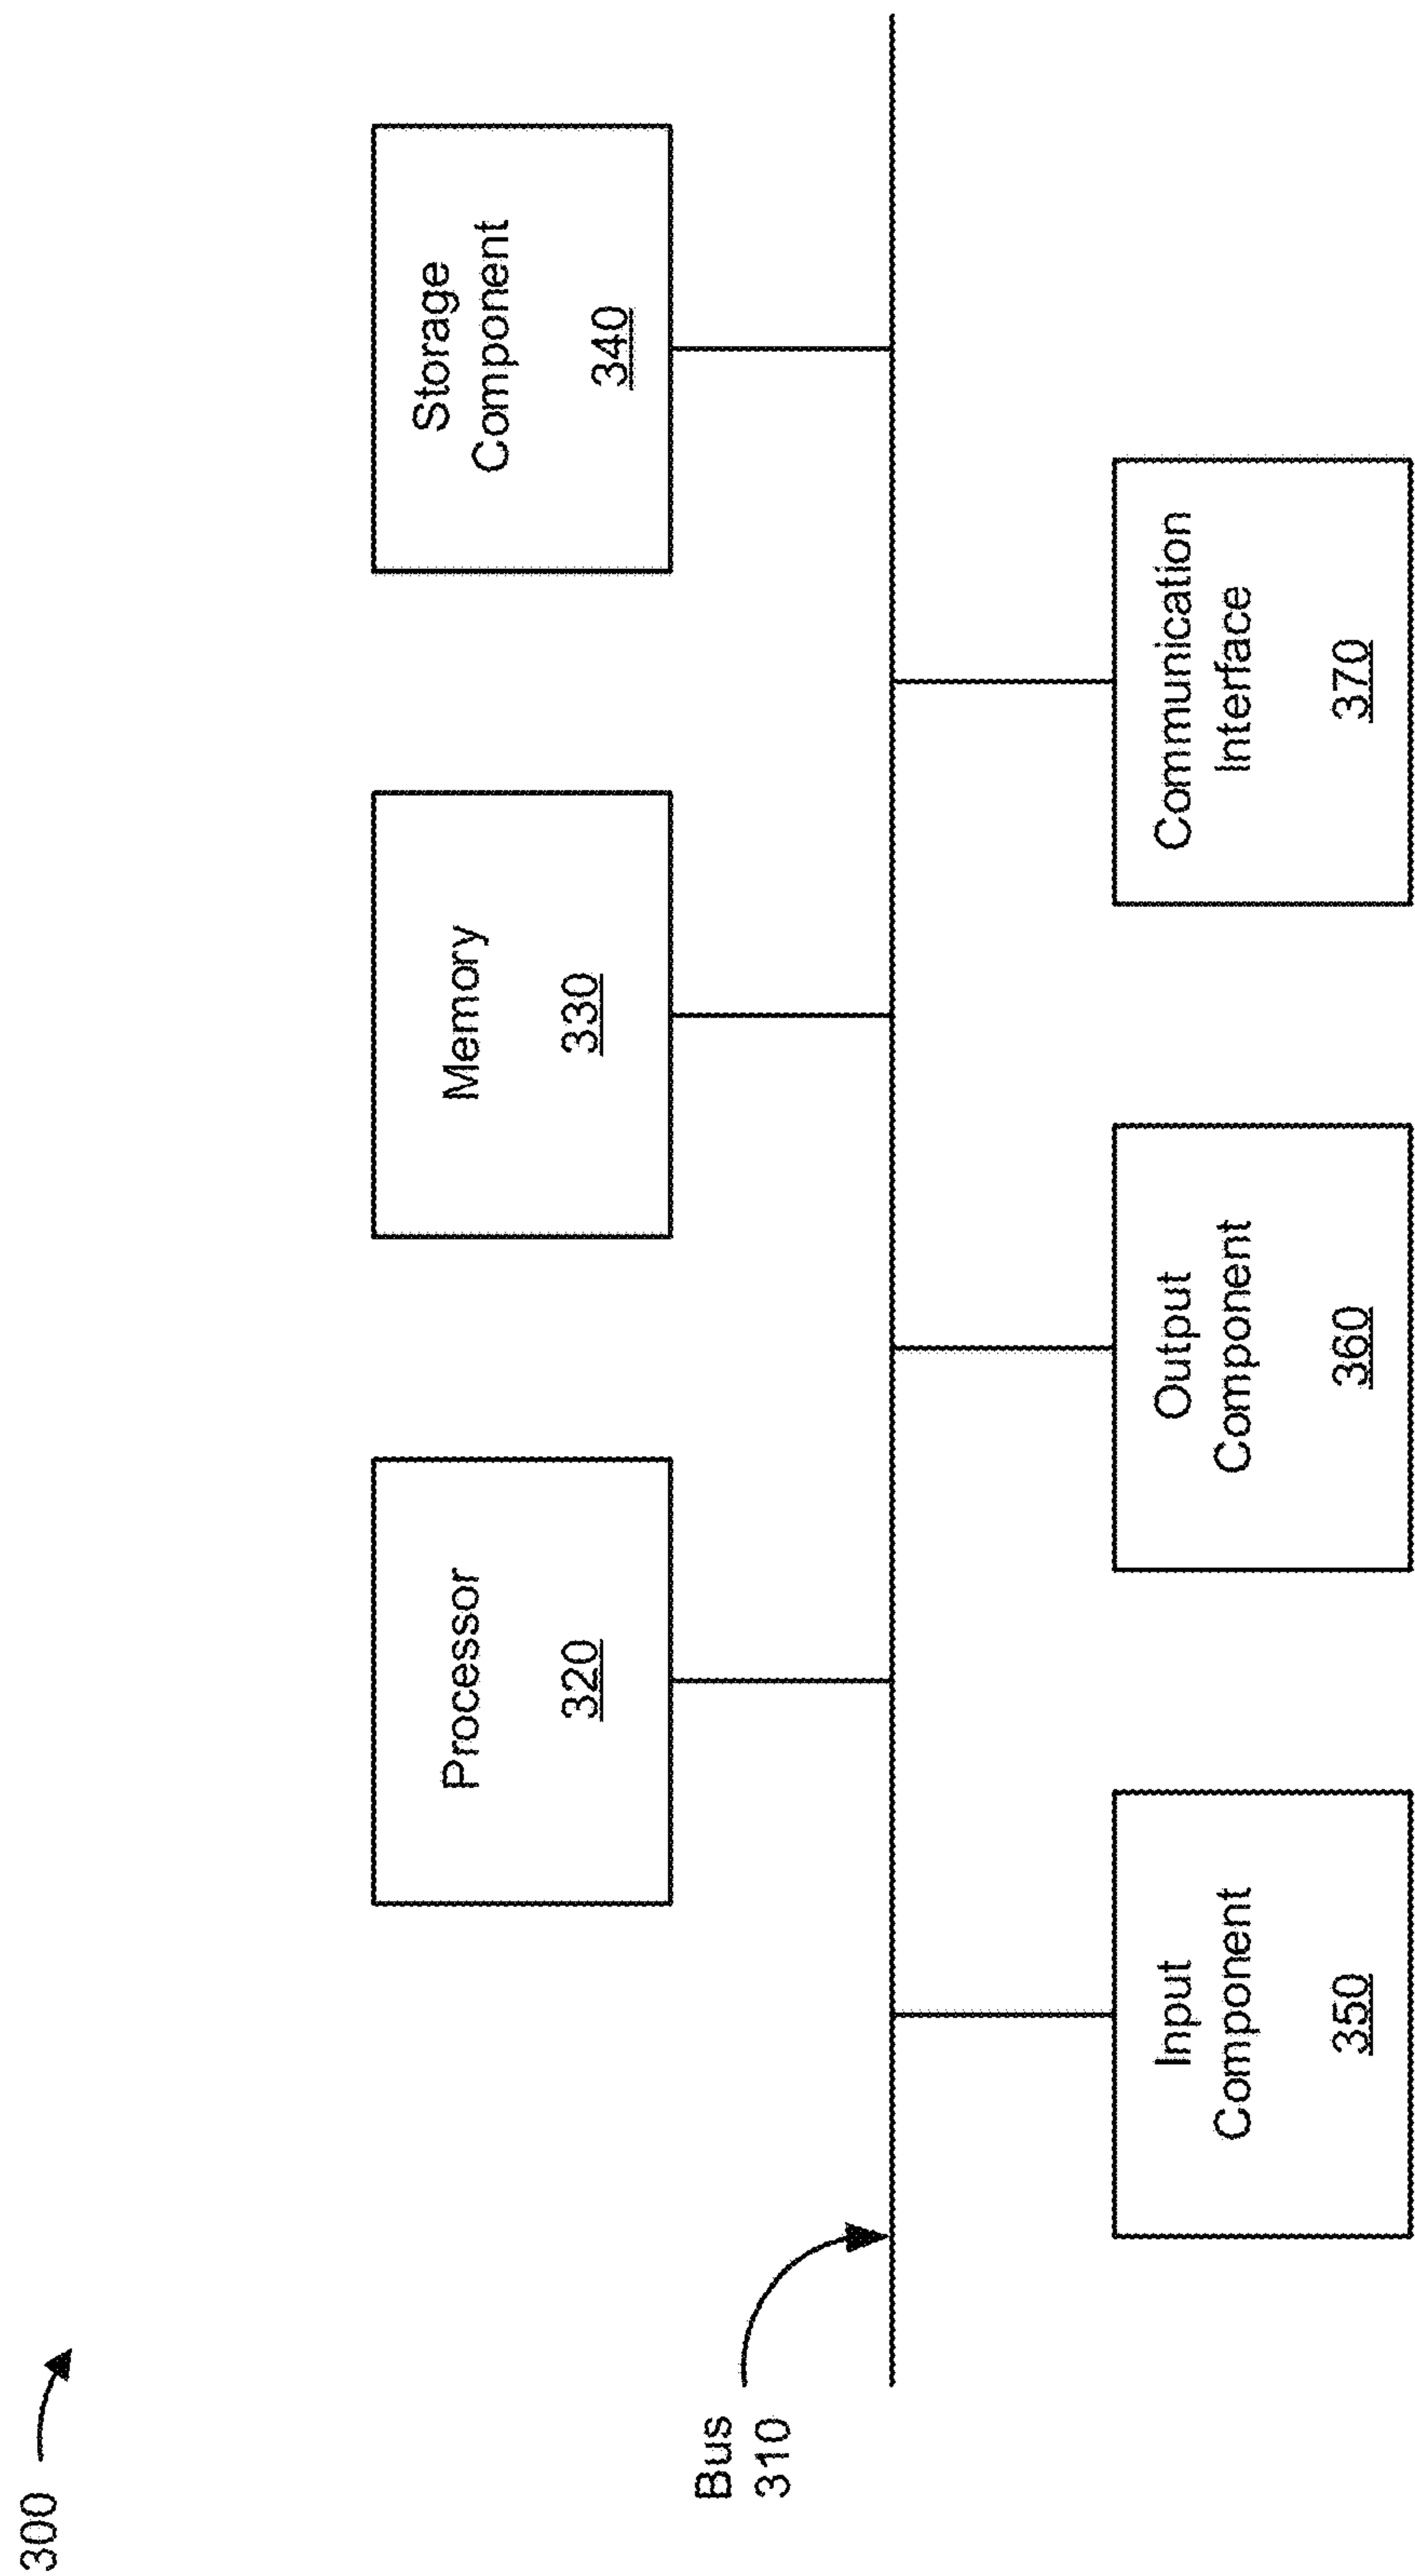 300
Processor
320
Memory
330
Storage
Component
340
Bus
310
Input
Component
350
Output
Component
360
Communication
Interface
370